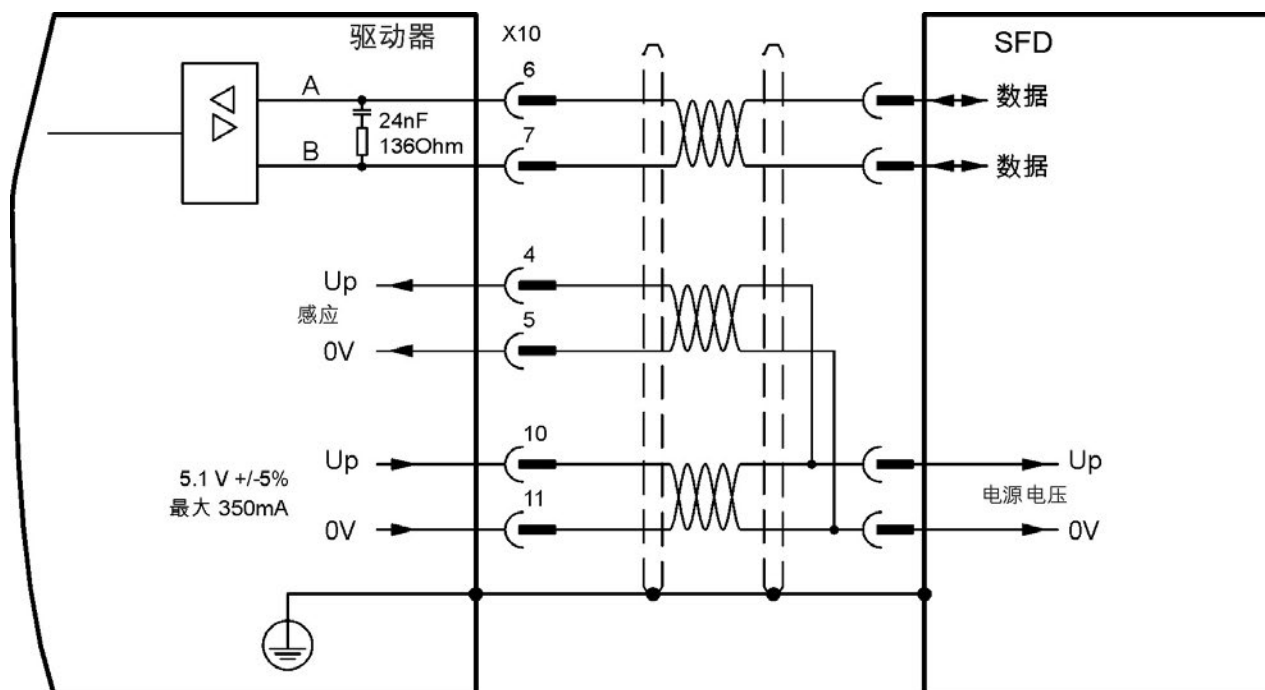 驱动器
X10
SFD
6
A
数据
24nF
136Ohm
7
B
数据
4
Up
感应
5
0V
10
Up
Up
5.1 V +/-5%
最大 350mA
电源电压
11
0V
0V